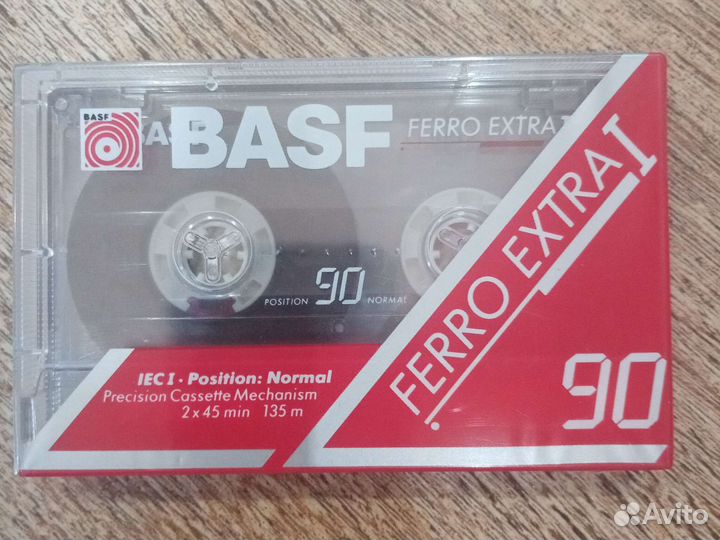 BASF
BASF
FERRO EXTRA I
FERRO EXTRA I
POSITION 90 NORMAL
IEC I · Position: Normal
Precision Cassette Mechanism
2 x 45 min 135 m
90
Avito